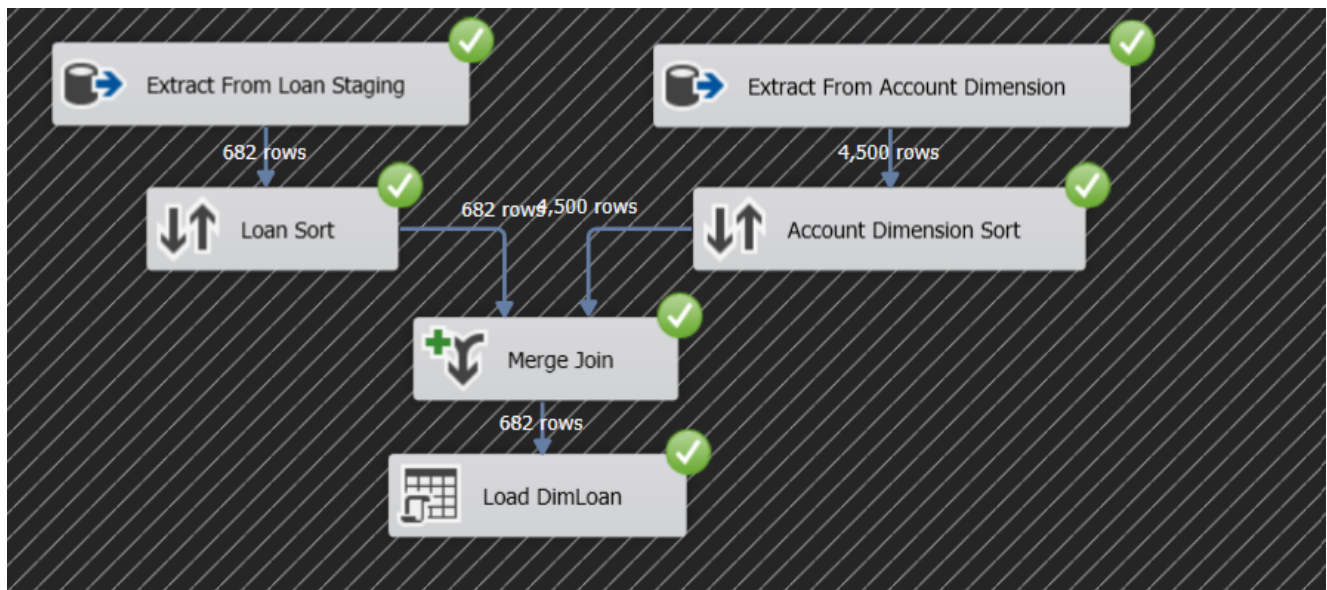 Extract From Loan Staging
Extract From Account Dimension
682 rows
4,500 rows
Loan Sort
682 rows
4,500 rows
Account Dimension Sort
Merge Join
682 rows
Load DimLoan